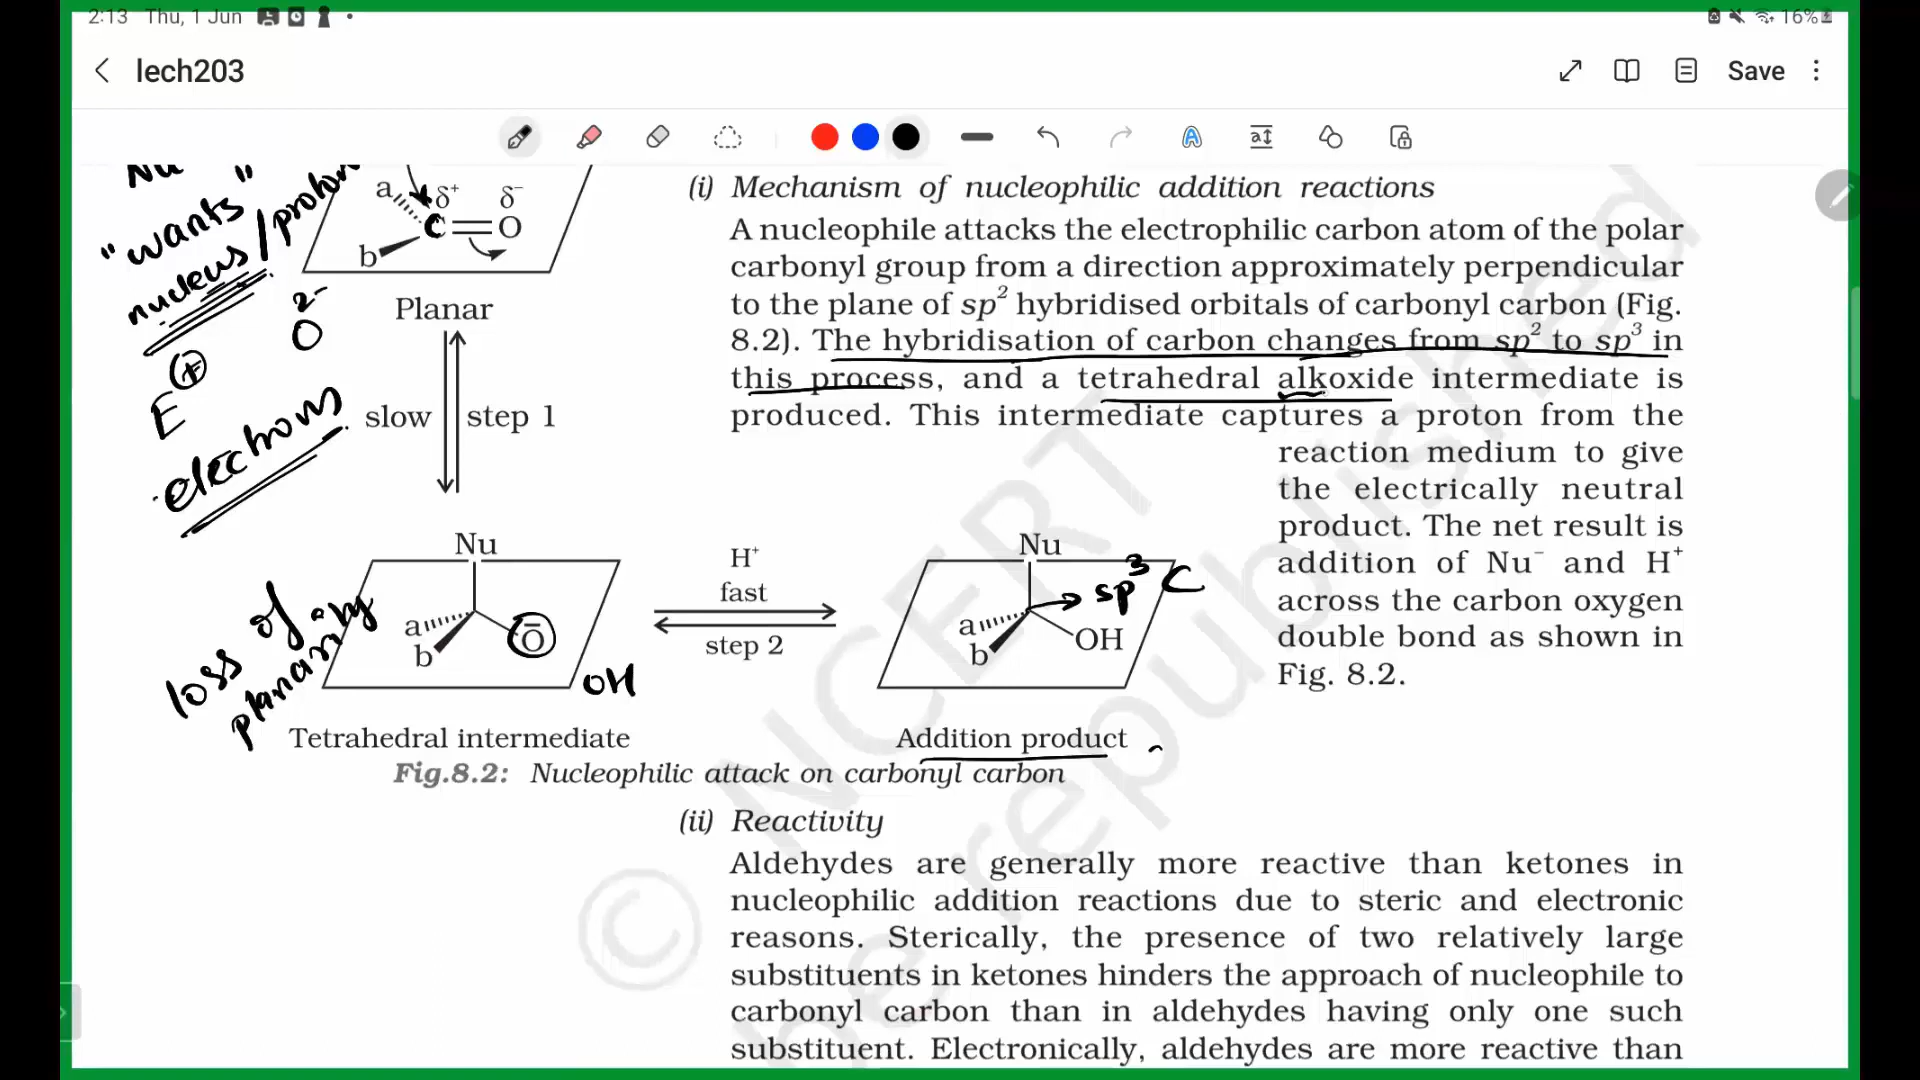 2:13 Thu, 1 Jun
16%
lech203
Save
Nu
"wants"
nucleus/proton
E⊕
O²⁻
electrons
a
δ⁺ δ⁻
C=O
b
Planar
slow step 1
Nu
a
b
Ō
OH
loss of
planarity
Tetrahedral intermediate
H⁺
fast
step 2
Nu
sp³ C
a
b
OH
Addition product
Fig.8.2: Nucleophilic attack on carbonyl carbon
(i) Mechanism of nucleophilic addition reactions
A nucleophile attacks the electrophilic carbon atom of the polar
carbonyl group from a direction approximately perpendicular
to the plane of sp² hybridised orbitals of carbonyl carbon (Fig.
8.2). The hybridisation of carbon changes from sp² to sp³ in
this process, and a tetrahedral alkoxide intermediate is
produced. This intermediate captures a proton from the
reaction medium to give
the electrically neutral
product. The net result is
addition of Nu⁻ and H⁺
across the carbon oxygen
double bond as shown in
Fig. 8.2.
(ii) Reactivity
Aldehydes are generally more reactive than ketones in
nucleophilic addition reactions due to steric and electronic
reasons. Sterically, the presence of two relatively large
substituents in ketones hinders the approach of nucleophile to
carbonyl carbon than in aldehydes having only one such
substituent. Electronically, aldehydes are more reactive than
© NCERT
be republished